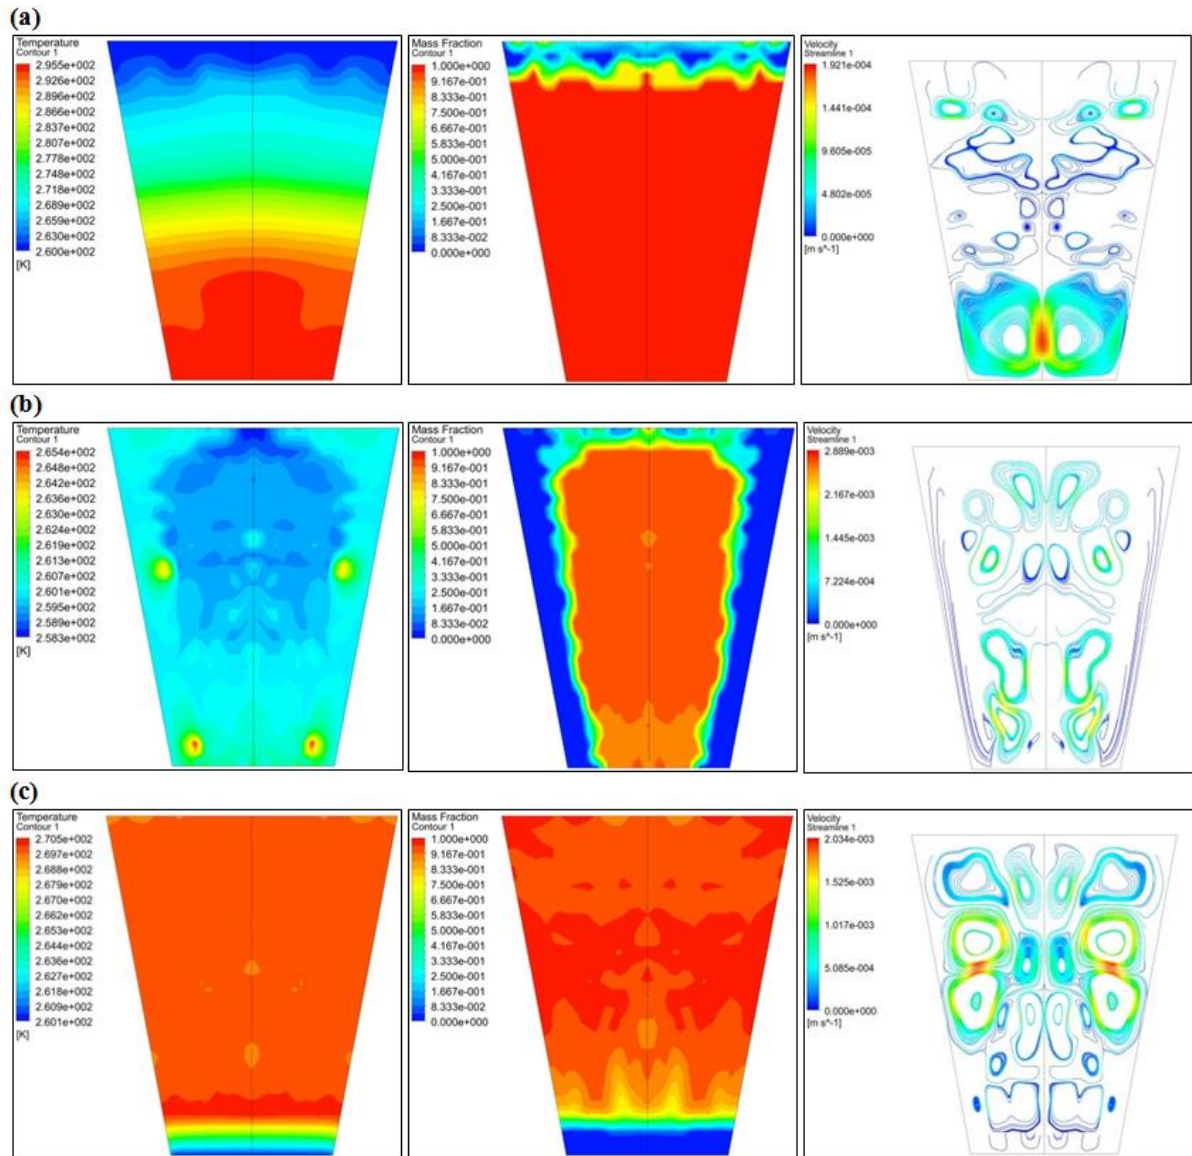 (a)
Temperature
Contour 1
2.955e+002
2.926e+002
2.896e+002
2.866e+002
2.837e+002
2.807e+002
2.778e+002
2.748e+002
2.718e+002
2.689e+002
2.659e+002
2.630e+002
2.600e+002
[K]
Mass Fraction
Contour 1
1.000e+000
9.167e-001
8.333e-001
7.500e-001
6.667e-001
5.833e-001
5.000e-001
4.167e-001
3.333e-001
2.500e-001
1.667e-001
8.333e-002
0.000e+000
Velocity
Streamline 1
1.921e-004
1.441e-004
9.605e-005
4.802e-005
0.000e+000
[m s^-1]
(b)
Temperature
Contour 1
2.654e+002
2.648e+002
2.642e+002
2.636e+002
2.630e+002
2.624e+002
2.619e+002
2.613e+002
2.607e+002
2.601e+002
2.595e+002
2.589e+002
2.583e+002
[K]
Mass Fraction
Contour 1
1.000e+000
9.167e-001
8.333e-001
7.500e-001
6.667e-001
5.833e-001
5.000e-001
4.167e-001
3.333e-001
2.500e-001
1.667e-001
8.333e-002
0.000e+000
Velocity
Streamline 1
2.889e-003
2.167e-003
1.445e-003
7.224e-004
0.000e+000
[m s^-1]
(c)
Temperature
Contour 1
2.705e+002
2.697e+002
2.688e+002
2.679e+002
2.670e+002
2.662e+002
2.653e+002
2.644e+002
2.636e+002
2.627e+002
2.618e+002
2.609e+002
2.601e+002
[K]
Mass Fraction
Contour 1
1.000e+000
9.167e-001
8.333e-001
7.500e-001
6.667e-001
5.833e-001
5.000e-001
4.167e-001
3.333e-001
2.500e-001
1.667e-001
8.333e-002
0.000e+000
Velocity
Streamline 1
2.034e-003
1.525e-003
1.017e-003
5.085e-004
0.000e+000
[m s^-1]